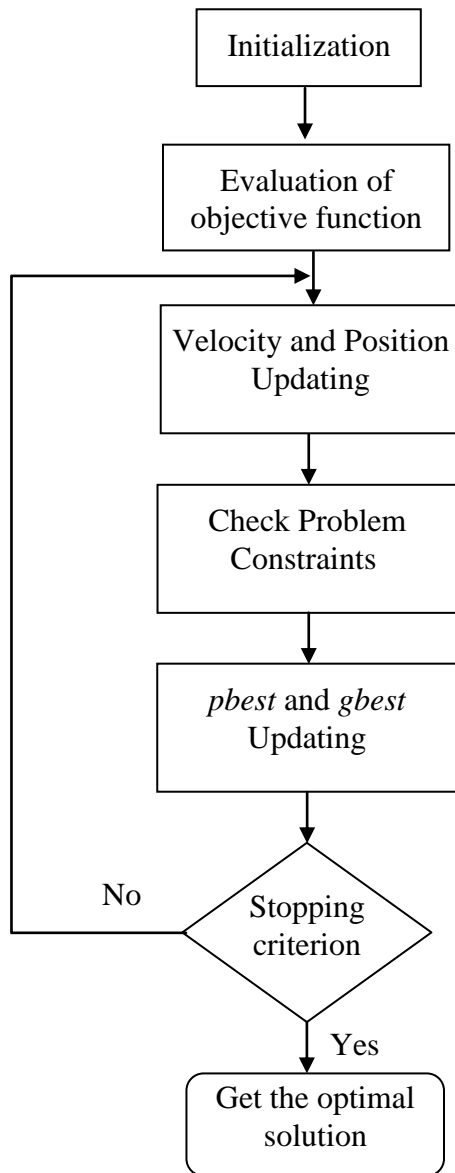 Initialization
Evaluation of
objective function
Velocity and Position
Updating
Check Problem
Constraints
pbest and gbest
Updating
No
Stopping
criterion
Yes
Get the optimal
solution